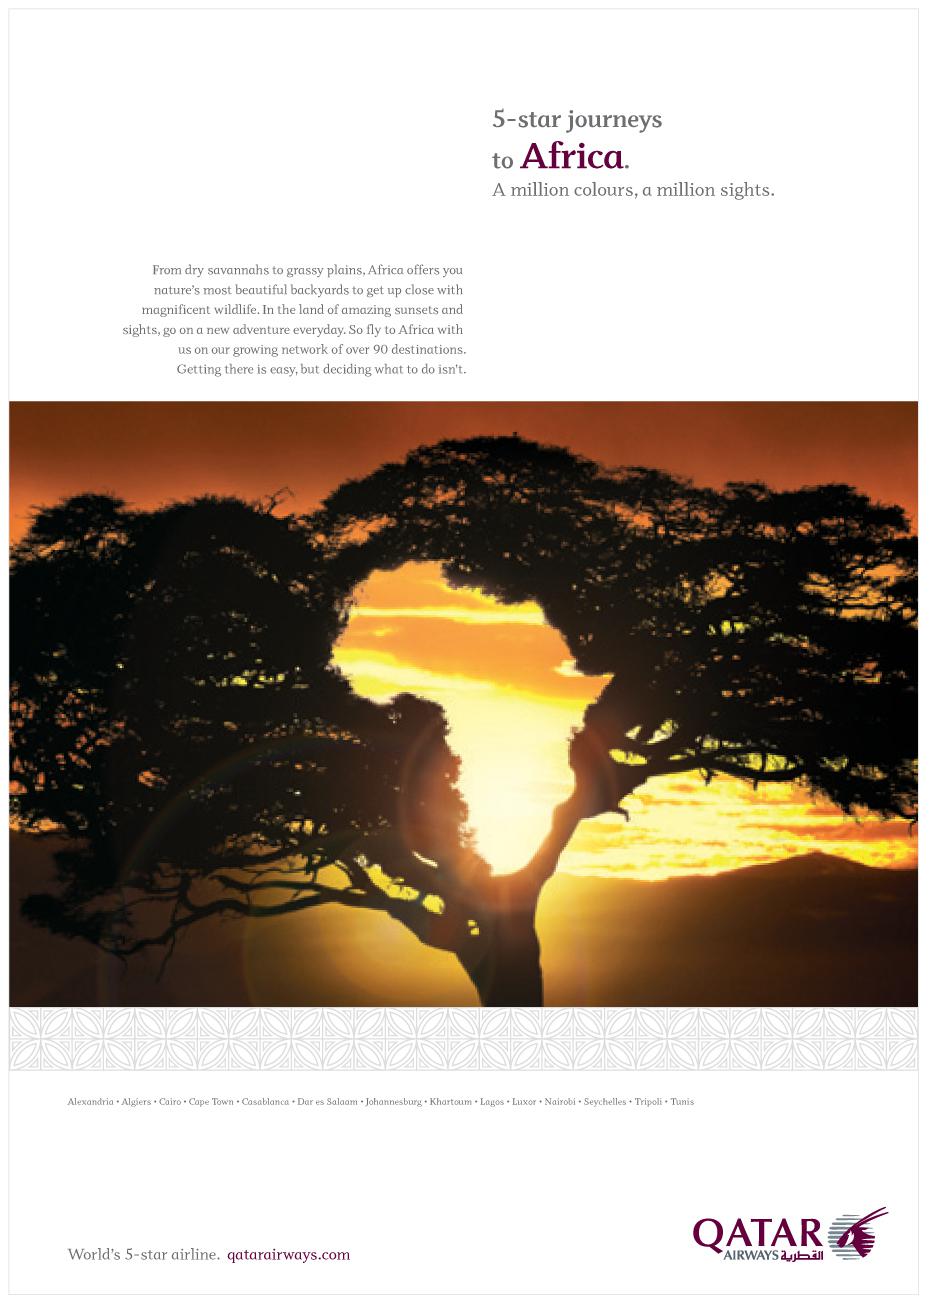 5-star journeys
to Africa.
A million colours, a million sights.
From dry savannahs to grassy plains, Africa offers you
nature's most beautiful backyards to get up close with
magnificent wildlife. In the land of amazing sunsets and
sights, go on a new adventure everyday. So fly to Africa with
us on our growing network of over 90 destinations.
Getting there is easy, but deciding what to do isn't.
Alexandria • Algiers • Cairo • Cape Town • Casablanca • Dar es Salaam • Johannesburg • Khartoum • Lagos • Luxor • Nairobi • Seychelles • Tripoli • Tunis
World's 5-star airline. qatarairways.com
QATAR
AIRWAYS القطرية